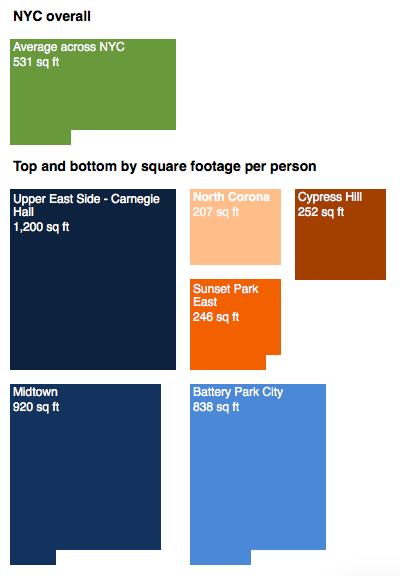 NYC overall
Average across NYC
531 sq ft
Top and bottom by square footage per person
Upper East Side - Carnegie
Hall
1,200 sq ft
North Corona
207 sq ft
Cypress Hill
252 sq ft
Sunset Park
East
246 sq ft
Midtown
920 sq ft
Battery Park City
838 sq ft